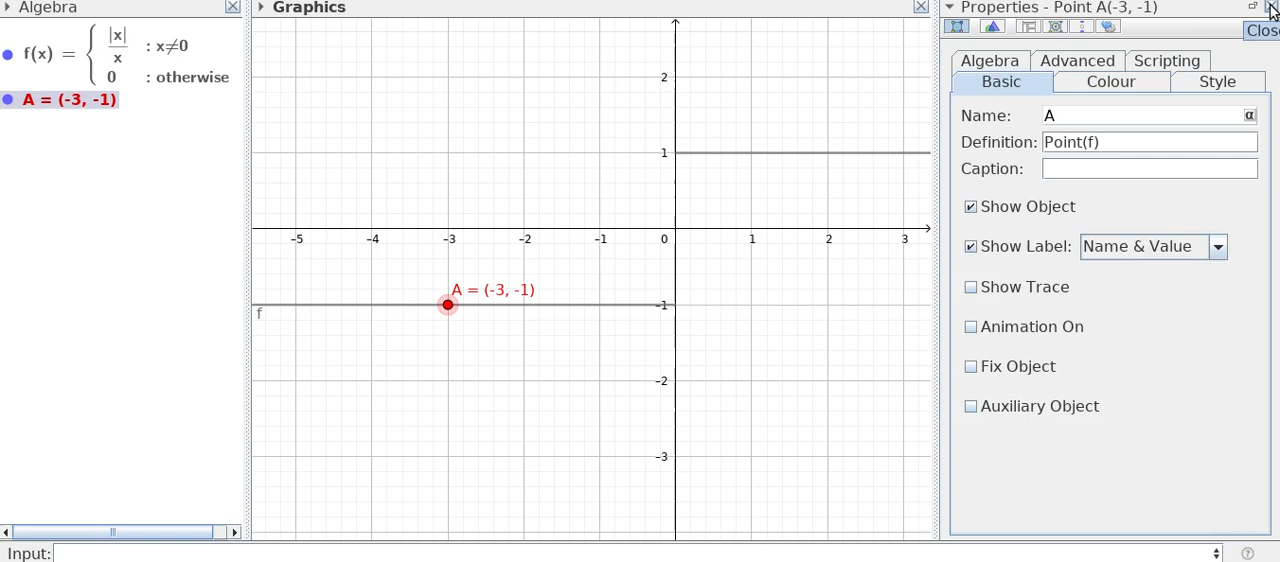 Algebra
Graphics
Properties - Point A(-3, -1)
Clos
f(x) = { |x|/x : x≠0
0 : otherwise
A = (-3, -1)
2
1
–5 –4 –3 –2 –1 0 1 2 3
A = (-3, -1)
–1
f
–2
–3
Algebra Advanced Scripting
Basic Colour Style
Name: A α
Definition: Point(f)
Caption:
Show Object
Show Label: Name & Value
Show Trace
Animation On
Fix Object
Auxiliary Object
Input: